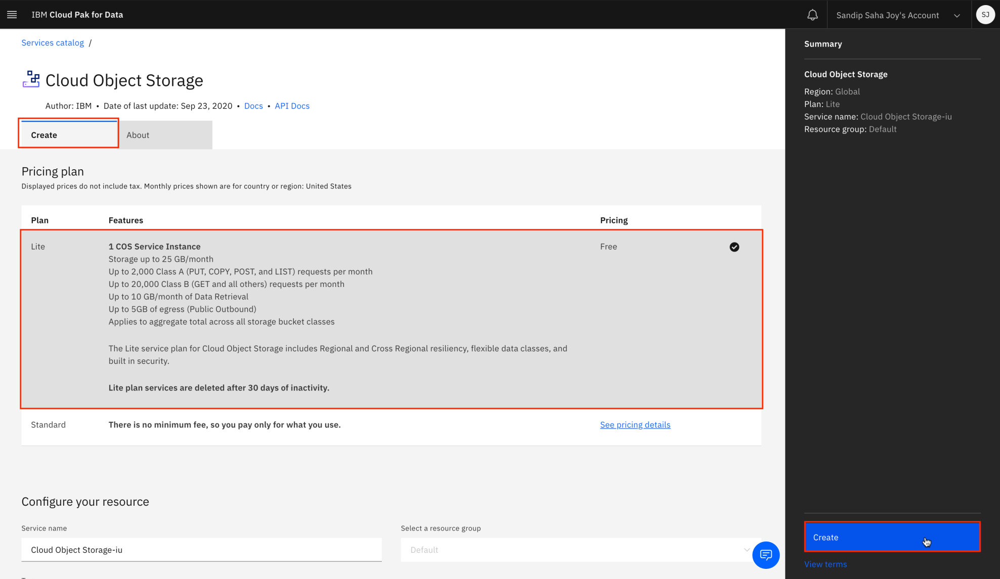 IBM Cloud Pak for Data
Sandip Saha Joy's Account
SJ
Services catalog /
Cloud Object Storage
Author: IBM • Date of last update: Sep 23, 2020 • Docs • API Docs
Create
About
Pricing plan
Displayed prices do not include tax. Monthly prices shown are for country or region: United States
Plan
Features
Pricing
Lite
1 COS Service Instance
Free
Storage up to 25 GB/month
Up to 2,000 Class A (PUT, COPY, POST, and LIST) requests per month
Up to 20,000 Class B (GET and all others) requests per month
Up to 10 GB/month of Data Retrieval
Up to 5GB of egress (Public Outbound)
Applies to aggregate total across all storage bucket classes
The Lite service plan for Cloud Object Storage includes Regional and Cross Regional resiliency, flexible data classes, and
built in security.
Lite plan services are deleted after 30 days of inactivity.
Standard
There is no minimum fee, so you pay only for what you use.
See pricing details
Configure your resource
Service name
Select a resource group
Cloud Object Storage-iu
Default
Summary
Cloud Object Storage
Region: Global
Plan: Lite
Service name: Cloud Object Storage-iu
Resource group: Default
Create
View terms